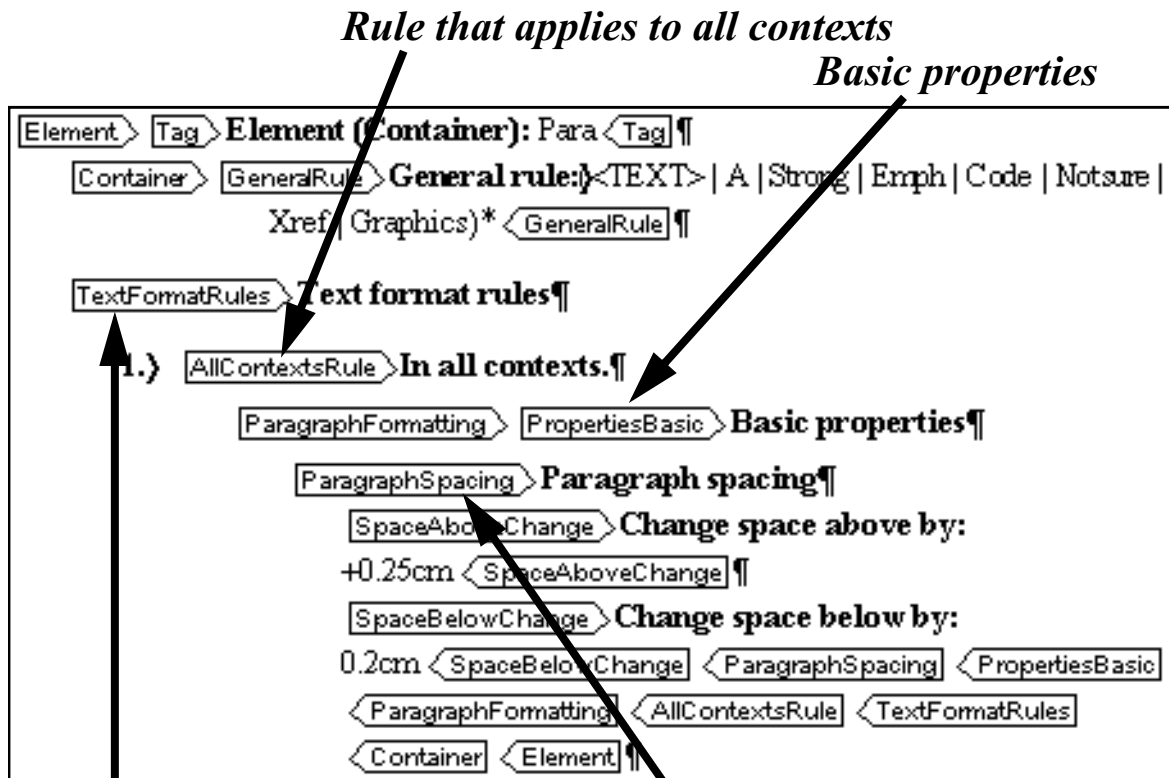 Rule that applies to all contexts
Basic properties
Element Tag Element (Container): Para Tag ¶
Container GeneralRule General rule:}<TEXT> | A | Strong | Emph | Code | Notsure |
Xref | Graphics)* GeneralRule ¶
TextFormatRules Text format rules¶
1.} AllContextsRule In all contexts.¶
ParagraphFormatting PropertiesBasic Basic properties¶
ParagraphSpacing Paragraph spacing¶
SpaceAboveChange Change space above by:
+0.25cm SpaceAboveChange ¶
SpaceBelowChange Change space below by:
0.2cm SpaceBelowChange ParagraphSpacing PropertiesBasic
ParagraphFormatting AllContextsRule TextFormatRules
Container Element ¶